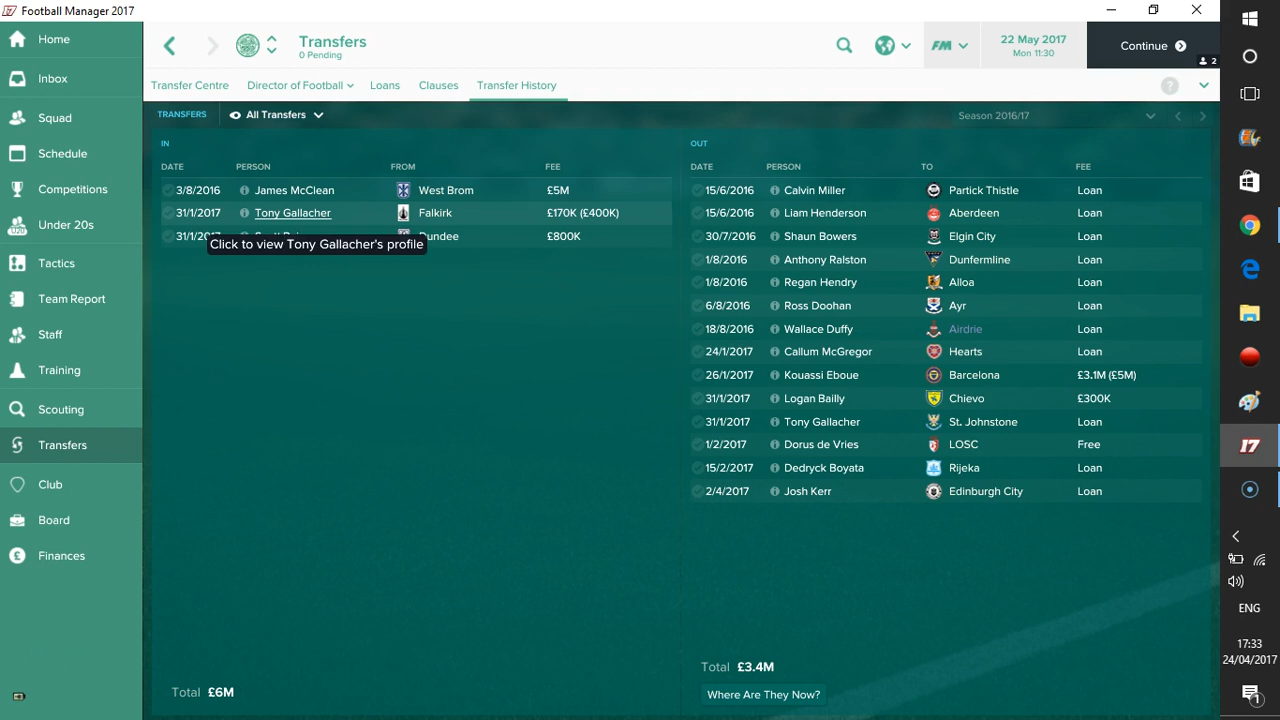 Football Manager 2017
Home
Inbox
Squad
Schedule
Competitions
U20
Under 20s
Tactics
Team Report
Staff
Training
Scouting
Transfers
Club
Board
£ Finances
Transfers
0 Pending
FM
22 May 2017
Mon 11:30
Continue
2
Transfer Centre Director of Football Loans Clauses Transfer History ?
TRANSFERS All Transfers Season 2016/17
IN
DATE PERSON FROM FEE
3/8/2016 James McClean West Brom £5M
31/1/2017 Tony Gallacher Falkirk £170K (£400K)
31/1/2017 Dundee £800K
Click to view Tony Gallacher's profile
Total £6M
OUT
DATE PERSON TO FEE
15/6/2016 Calvin Miller Partick Thistle Loan
15/6/2016 Liam Henderson Aberdeen Loan
30/7/2016 Shaun Bowers Elgin City Loan
1/8/2016 Anthony Ralston Dunfermline Loan
1/8/2016 Regan Hendry Alloa Loan
6/8/2016 Ross Doohan Ayr Loan
18/8/2016 Wallace Duffy Airdrie Loan
24/1/2017 Callum McGregor Hearts Loan
26/1/2017 Kouassi Eboue Barcelona £3.1M (£5M)
31/1/2017 Logan Bailly Chievo £300K
31/1/2017 Tony Gallacher St. Johnstone Loan
1/2/2017 Dorus de Vries LOSC Free
15/2/2017 Dedryck Boyata Rijeka Loan
2/4/2017 Josh Kerr Edinburgh City Loan
Total £3.4M
Where Are They Now?
17
ENG
17:33
24/04/2017
1